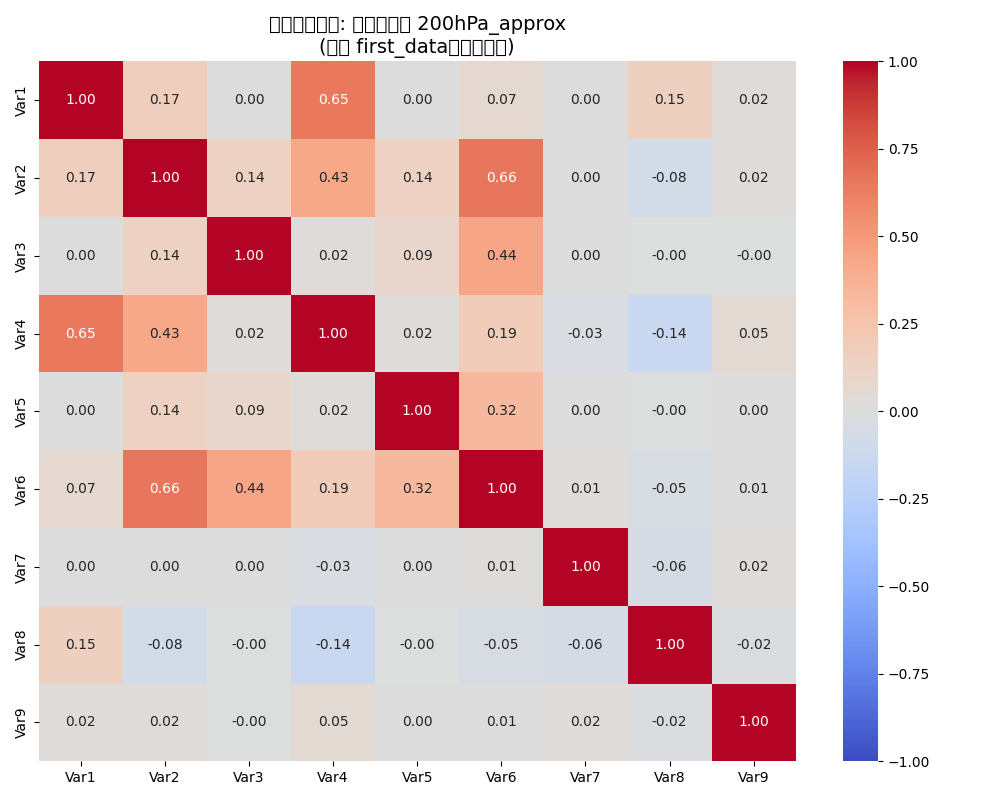 200hPa_approx
first_data
1.00
Var1 1.00 0.17 0.00 0.65 0.00 0.07 0.00 0.15 0.02
0.75
Var2 0.17 1.00 0.14 0.43 0.14 0.66 0.00 -0.08 0.02
0.50
Var3 0.00 0.14 1.00 0.02 0.09 0.44 0.00 -0.00 -0.00
0.25
Var4 0.65 0.43 0.02 1.00 0.02 0.19 -0.03 -0.14 0.05
0.00
Var5 0.00 0.14 0.09 0.02 1.00 0.32 0.00 -0.00 0.00
Var6 0.07 0.66 0.44 0.19 0.32 1.00 0.01 -0.05 0.01
−0.25
Var7 0.00 0.00 0.00 -0.03 0.00 0.01 1.00 -0.06 0.02
−0.50
Var8 0.15 -0.08 -0.00 -0.14 -0.00 -0.05 -0.06 1.00 -0.02
−0.75
Var9 0.02 0.02 -0.00 0.05 0.00 0.01 0.02 -0.02 1.00
−1.00
Var1 Var2 Var3 Var4 Var5 Var6 Var7 Var8 Var9